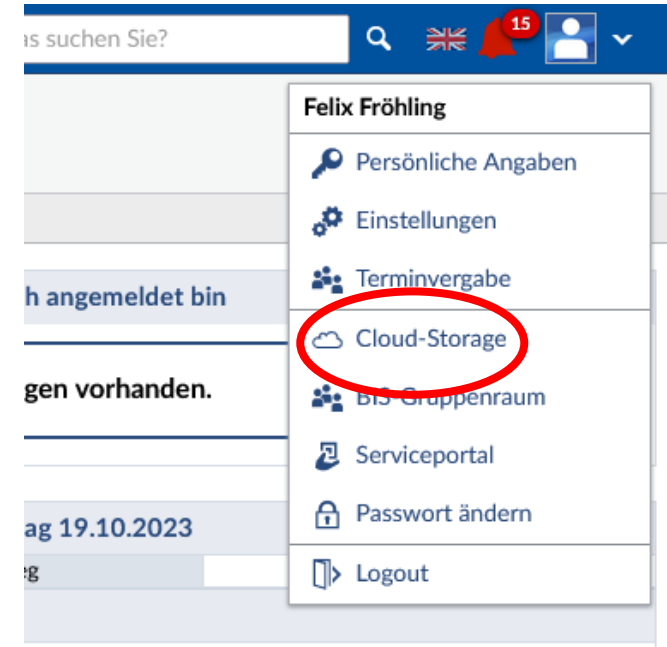 as suchen Sie?
15
Felix Fröhling
Persönliche Angaben
Einstellungen
Terminvergabe
h angemeldet bin
Cloud-Storage
gen vorhanden.
BIS-Gruppenraum
Serviceportal
Passwort ändern
ag 19.10.2023
eg
Logout